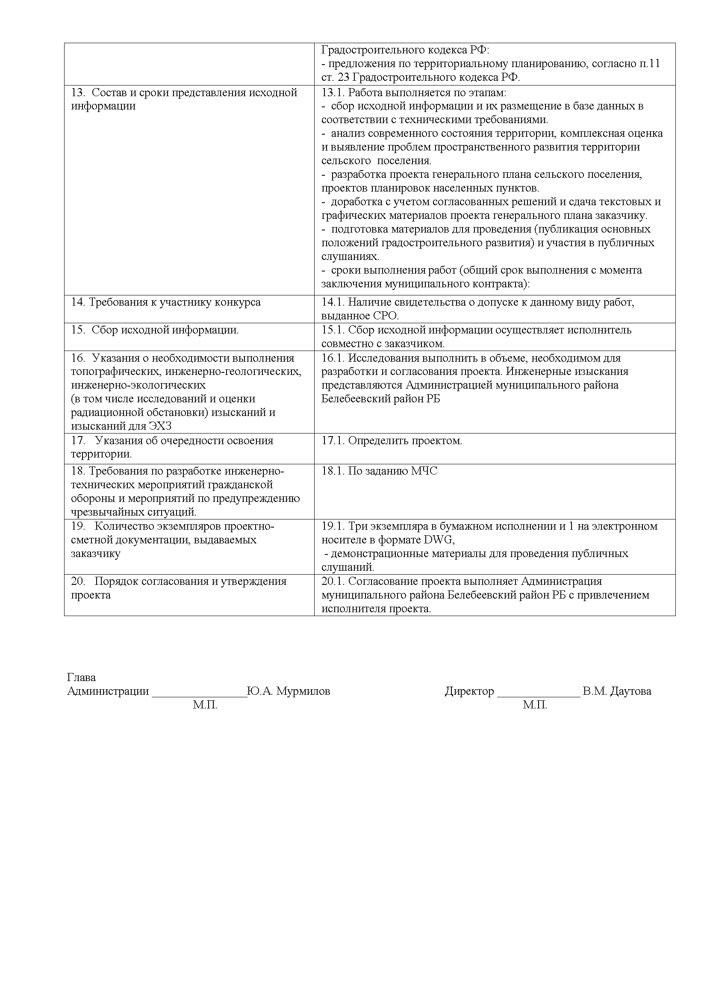 Градостроительного кодекса РФ:
- предложения по территориальному планированию, согласно п.11
ст. 23 Градостроительного кодекса РФ.
13. Состав и сроки представления исходной
информации
13.1. Работа выполняется по этапам:
- сбор исходной информации и их размещение в базе данных в
соответствии с техническими требованиями.
- анализ современного состояния территории, комплексная оценка
и выявление проблем пространственного развития территории
сельского поселения.
- разработка проекта генерального плана сельского поселения,
проектов планировок населенных пунктов.
- доработка с учетом согласованных решений и сдача текстовых и
графических материалов проекта генерального плана заказчику.
- подготовка материалов для проведения (публикация основных
положений градостроительного развития) и участия в публичных
слушаниях.
- сроки выполнения работ (общий срок выполнения с момента
заключения муниципального контракта):
14. Требования к участнику конкурса
14.1. Наличие свидетельства о допуске к данному виду работ,
выданное СРО.
15. Сбор исходной информации.
15.1. Сбор исходной информации осуществляет исполнитель
совместно с заказчиком.
16. Указания о необходимости выполнения
топографических, инженерно-геологических,
инженерно-экологических
(в том числе исследований и оценки
радиационной обстановки) изысканий и
изысканий для ЭХЗ
16.1. Исследования выполнить в объеме, необходимом для
разработки и согласования проекта. Инженерные изыскания
представляются Администрацией муниципального района
Белебеевский район РБ
17. Указания об очередности освоения
территории.
17.1. Определить проектом.
18. Требования по разработке инженерно-
технических мероприятий гражданской
обороны и мероприятий по предупреждению
чрезвычайных ситуаций.
18.1. По заданию МЧС
19. Количество экземпляров проектно-
сметной документации, выдаваемых
заказчику
19.1. Три экземпляра в бумажном исполнении и 1 на электронном
носителе в формате DWG,
- демонстрационные материалы для проведения публичных
слушаний.
20. Порядок согласования и утверждения
проекта
20.1. Согласование проекта выполняет Администрация
муниципального района Белебеевский район РБ с привлечением
исполнителя проекта.
Глава
Администрации ________________Ю.А. Мурмилов Директор ______________ В.М. Даутова
М.П. М.П.